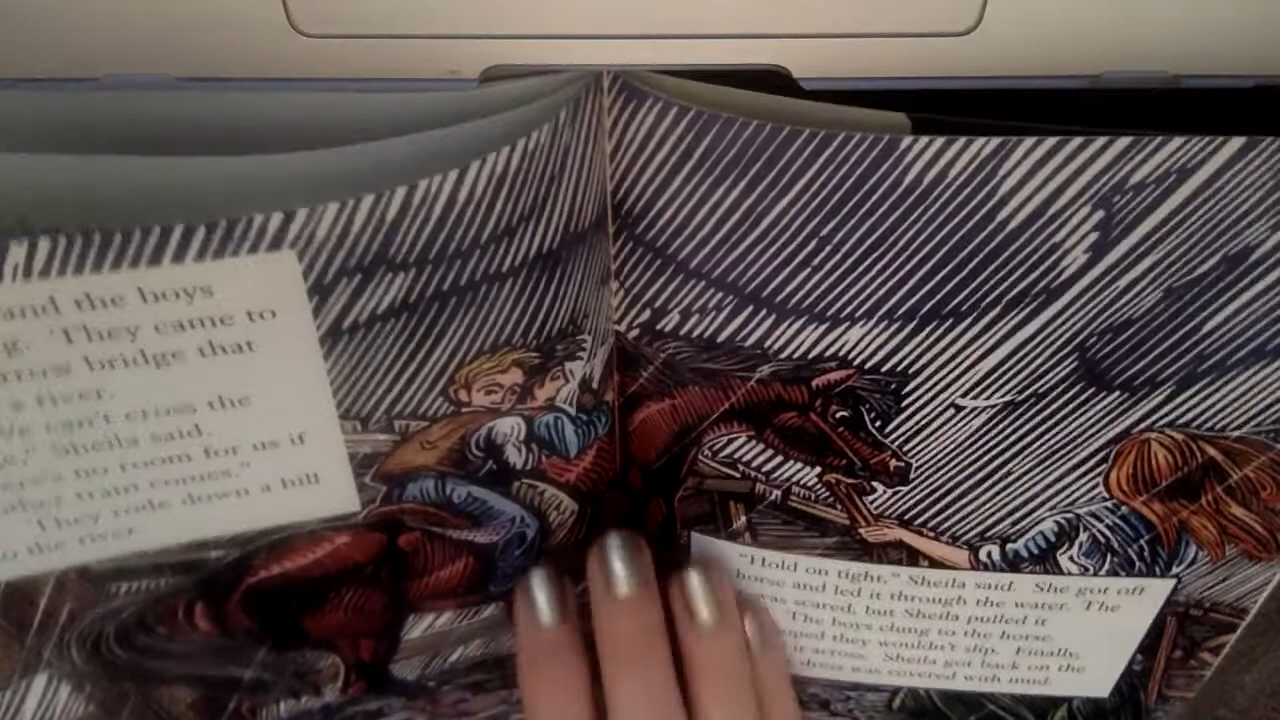 and the boys
They came to
bridge that
a river.
can't cross the
Sheila said.
no room for us if
train comes."
They rode down a hill
to the river.
"Hold on tight," Sheila said. She got off
horse and led it through the water. The
was scared, but Sheila pulled it
The boys clung to the horse.
they wouldn't slip. Finally,
it across. Sheila got back on the
dress was covered with mud.